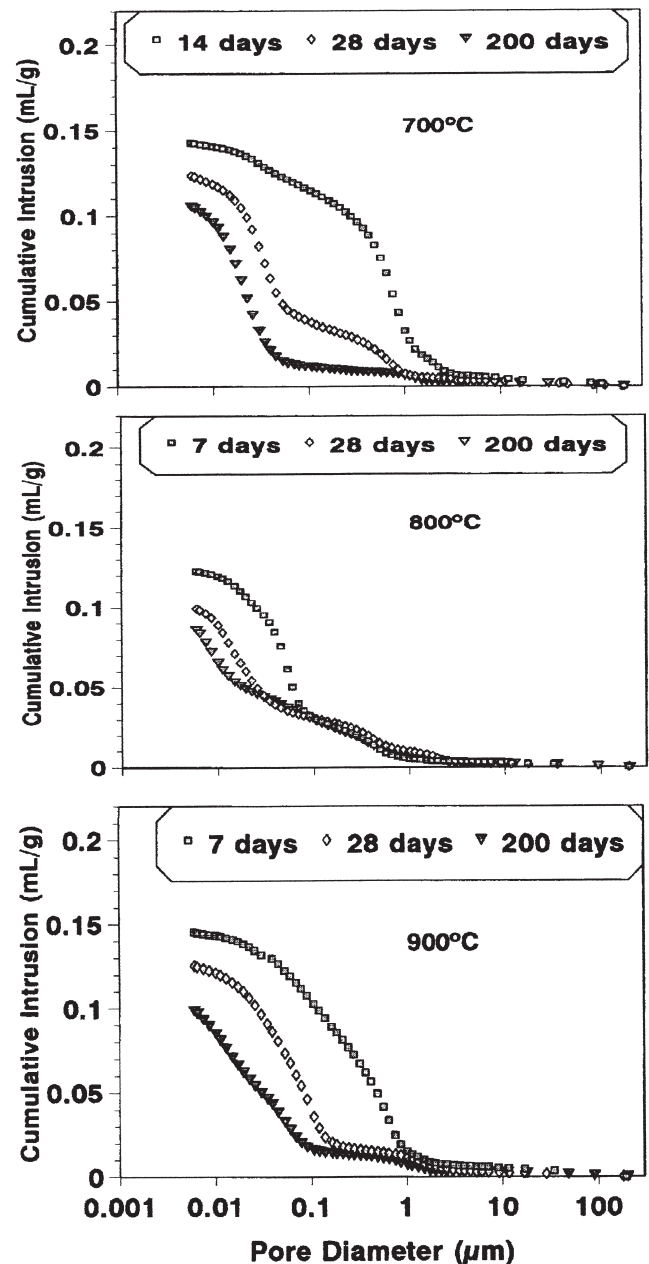 14 days 28 days 200 days
700°C
Cumulative Intrusion (mL/g)
0.2
0.15
0.1
0.05
0
7 days 28 days 200 days
800°C
Cumulative Intrusion (mL/g)
0.2
0.15
0.1
0.05
0
7 days 28 days 200 days
900°C
Cumulative Intrusion (mL/g)
0.2
0.15
0.1
0.05
0
0.001 0.01 0.1 1 10 100
Pore Diameter (μm)